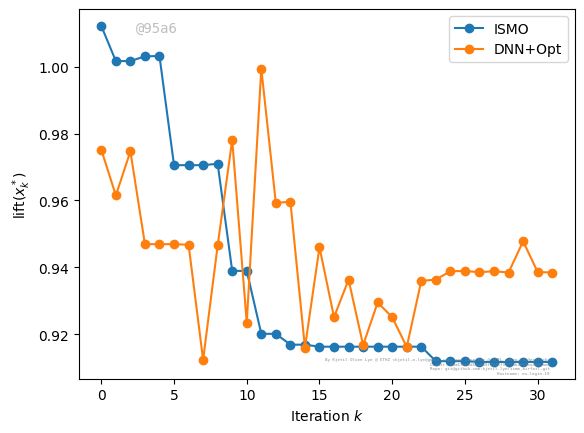 @95a6
ISMO
DNN+Opt
1.00
0.98
0.96
0.94
0.92
lift(x*k)
0 5 10 15 20 25 30
Iteration k